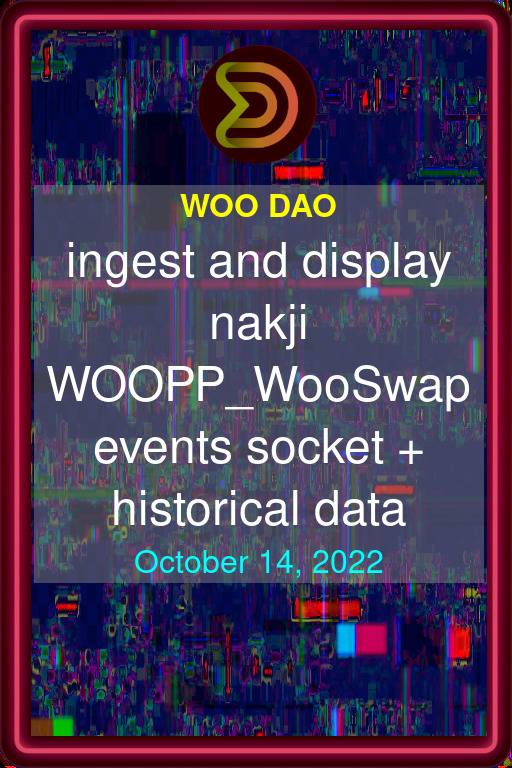 WOO DAO
ingest and display
nakji
WOOPP_WooSwap
events socket +
historical data
October 14, 2022